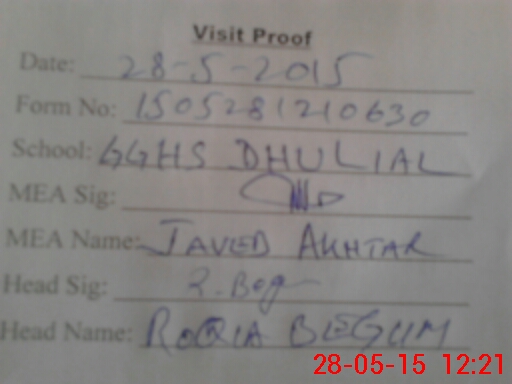 Visit Proof
Date: 28-5-2015
Form No: 1505281210630
School: GGHS DHULIAL
MEA Sig:
MEA Name: JAVED AKHTAR
Head Sig: R.Beg
Head Name: ROQIA BEGUM
28-05-15 12:21